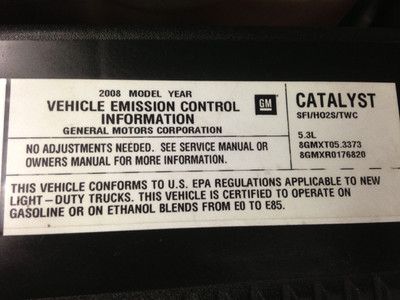 2008 MODEL YEAR
VEHICLE EMISSION CONTROL
INFORMATION
GENERAL MOTORS CORPORATION
GM
CATALYST
SFI/HO2S/TWC
5.3L
8GMXT05.3373
8GMXR0176820
NO ADJUSTMENTS NEEDED. SEE SERVICE MANUAL OR
OWNERS MANUAL FOR MORE INFORMATION.
THIS VEHICLE CONFORMS TO U.S. EPA REGULATIONS APPLICABLE TO NEW
LIGHT-DUTY TRUCKS. THIS VEHICLE IS CERTIFIED TO OPERATE ON
GASOLINE OR ON ETHANOL BLENDS FROM E0 TO E85.